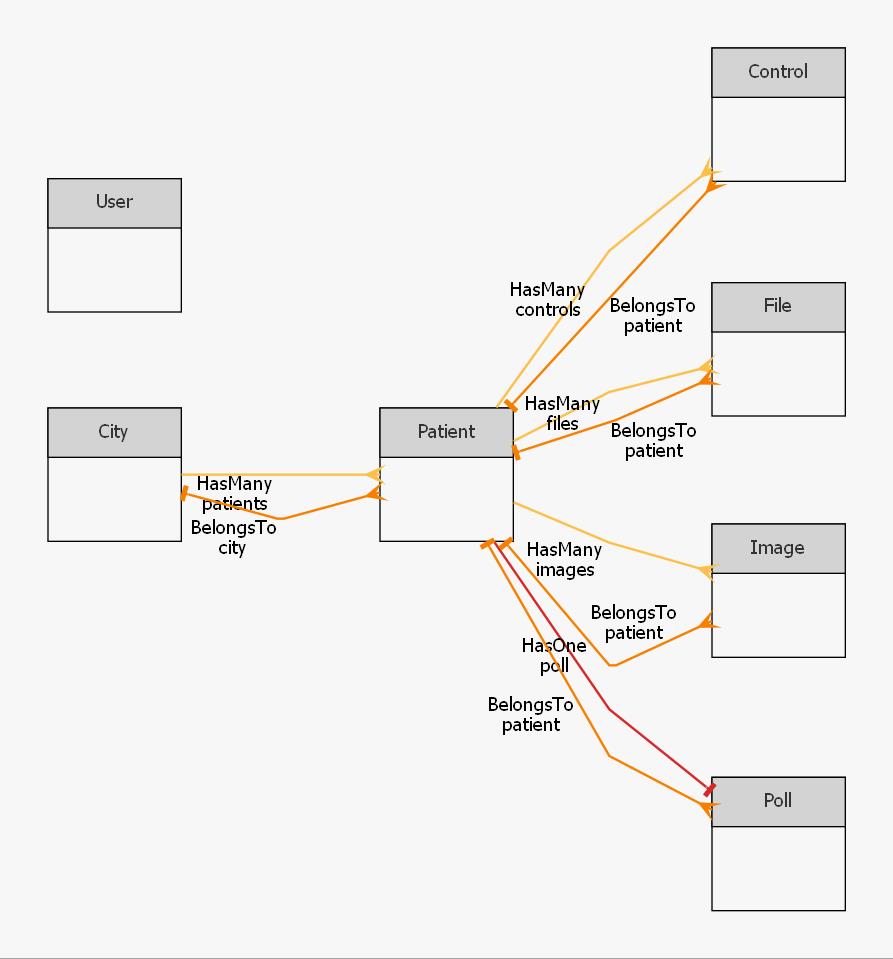 Control
User
HasMany
controls
BelongsTo
patient
File
City
Patient
HasMany
files
BelongsTo
patient
HasMany
patients
BelongsTo
city
HasMany
images
Image
BelongsTo
patient
HasOne
poll
BelongsTo
patient
Poll